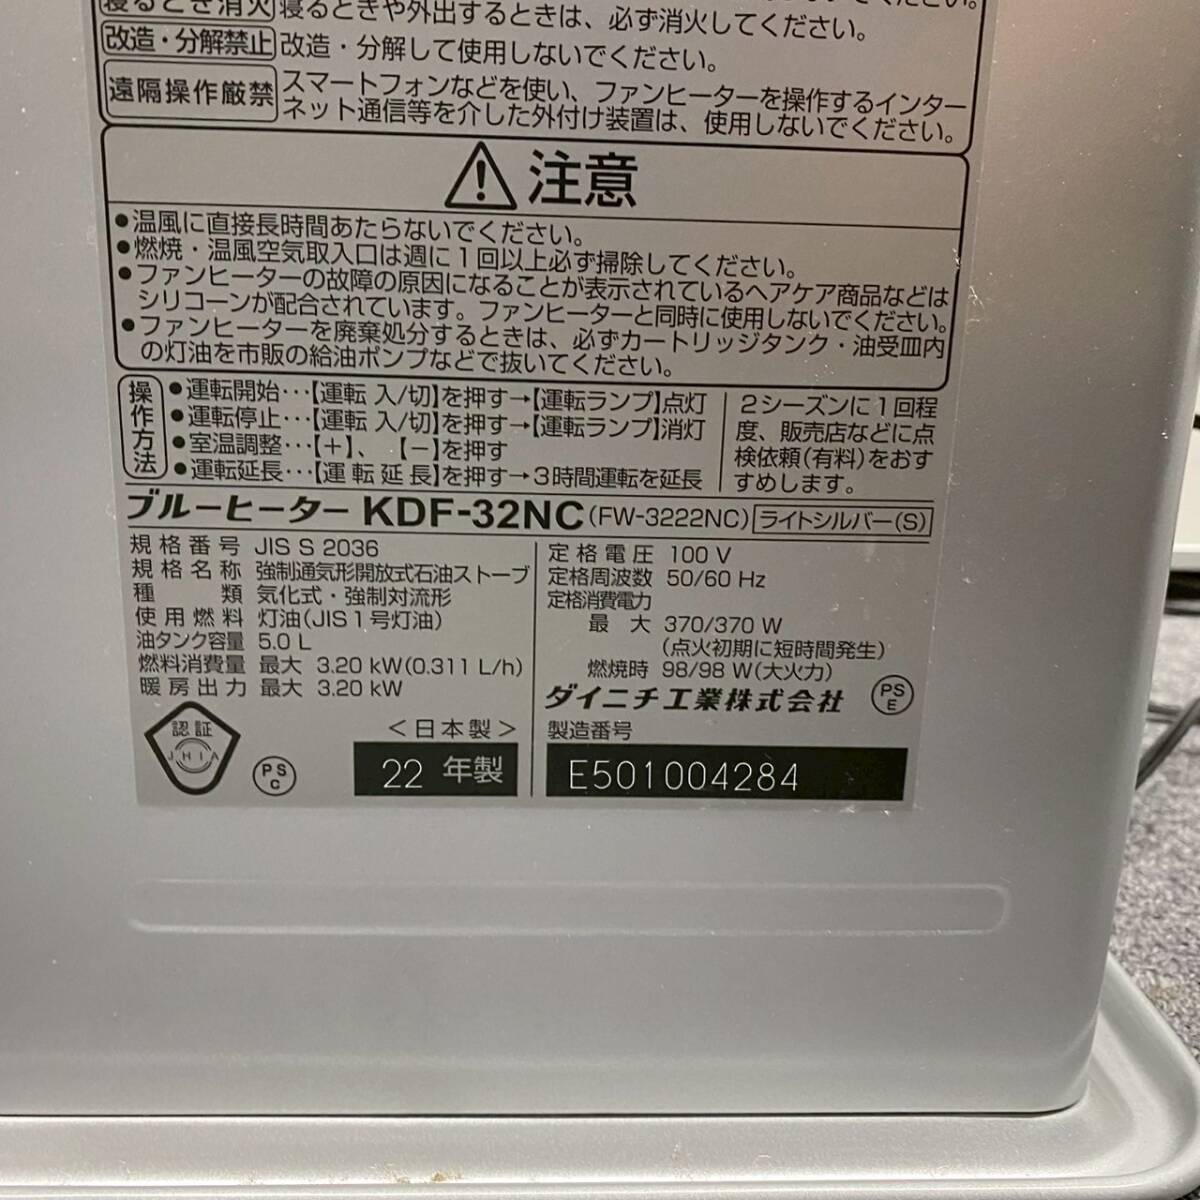 寝るとき消火 寝るときや外出するときは、必ず消火してください。
改造・分解禁止 改造・分解して使用しないでください。
遠隔操作厳禁 スマートフォンなどを使い、ファンヒーターを操作するインター
ネット通信等を介した外付け装置は、使用しないでください。
注意
●温風に直接長時間あたらないでください。
●燃焼・温風空気取入口は週に1回以上必ず掃除してください。
●ファンヒーターの故障の原因になることが表示されているヘアケア商品などは
シリコーンが配合されています。ファンヒーターと同時に使用しないでください。
●ファンヒーターを廃棄処分するときは、必ずカートリッジタンク・油受皿内
の灯油を市販の給油ポンプなどで抜いてください。
操作方法
●運転開始…【運転 入/切】を押す→【運転ランプ】点灯
●運転停止…【運転 入/切】を押す→【運転ランプ】消灯
●室温調整…【+】、【-】を押す
●運転延長…【運転延長】を押す→3時間運転を延長
2シーズンに1回程
度、販売店などに点
検依頼(有料)をおす
すめします。
ブルーヒーター KDF-32NC(FW-3222NC) ライトシルバー(S)
規格番号 JIS S 2036
規格名称 強制通気形開放式石油ストーブ
種類 気化式・強制対流形
使用燃料 灯油(JIS1号灯油)
油タンク容量 5.0 L
燃料消費量 最大 3.20 kW(0.311 L/h)
暖房出力 最大 3.20 kW
認証
JHIA
PS
C
<日本製>
22 年製
定格電圧 100 V
定格周波数 50/60 Hz
定格消費電力
最大 370/370 W
(点火初期に短時間発生)
燃焼時 98/98 W(大火力)
ダイニチ工業株式会社
PS
E
製造番号
E501004284